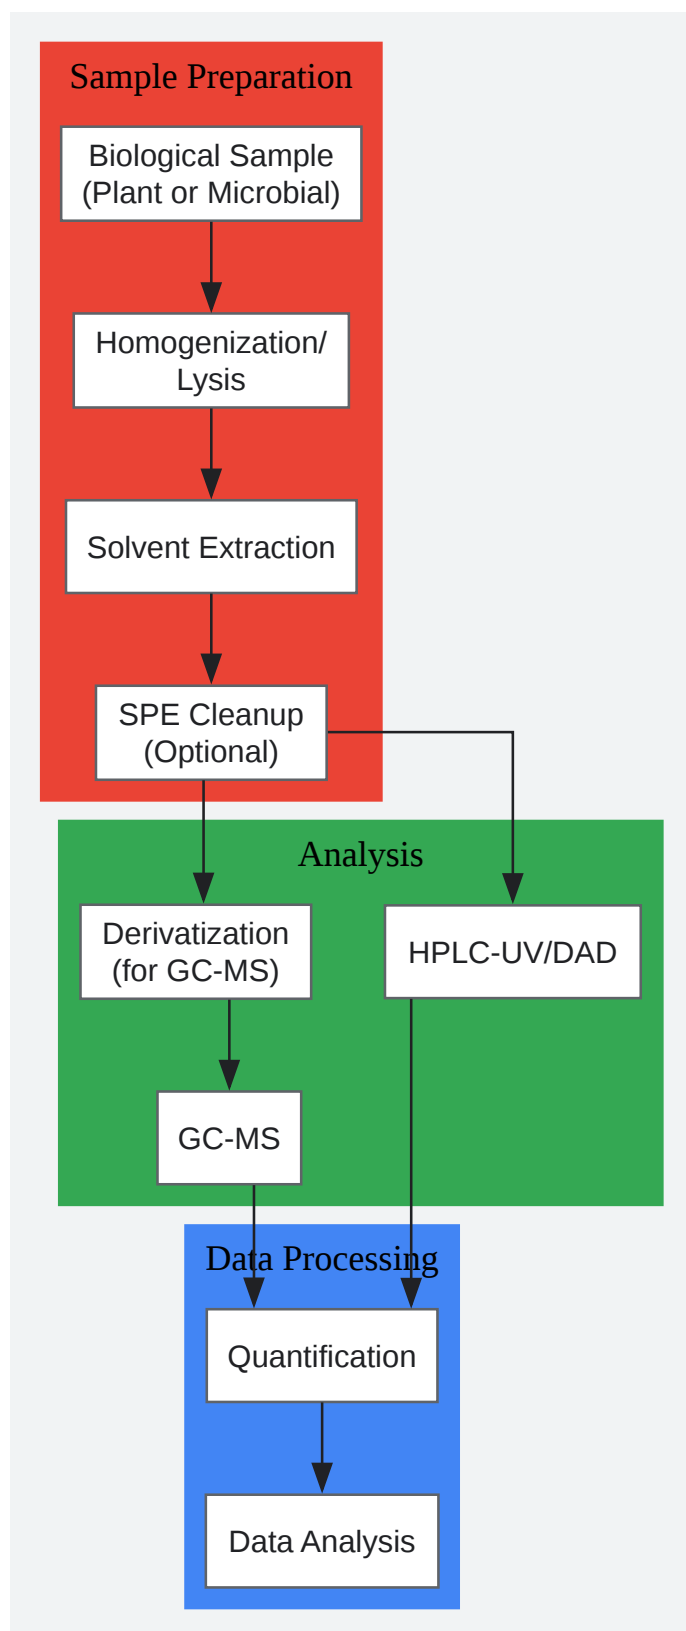 Sample Preparation
Biological Sample
(Plant or Microbial)
Homogenization/
Lysis
Solvent Extraction
SPE Cleanup
(Optional)
Analysis
Derivatization
(for GC-MS)
HPLC-UV/DAD
GC-MS
Data Processing
Quantification
Data Analysis